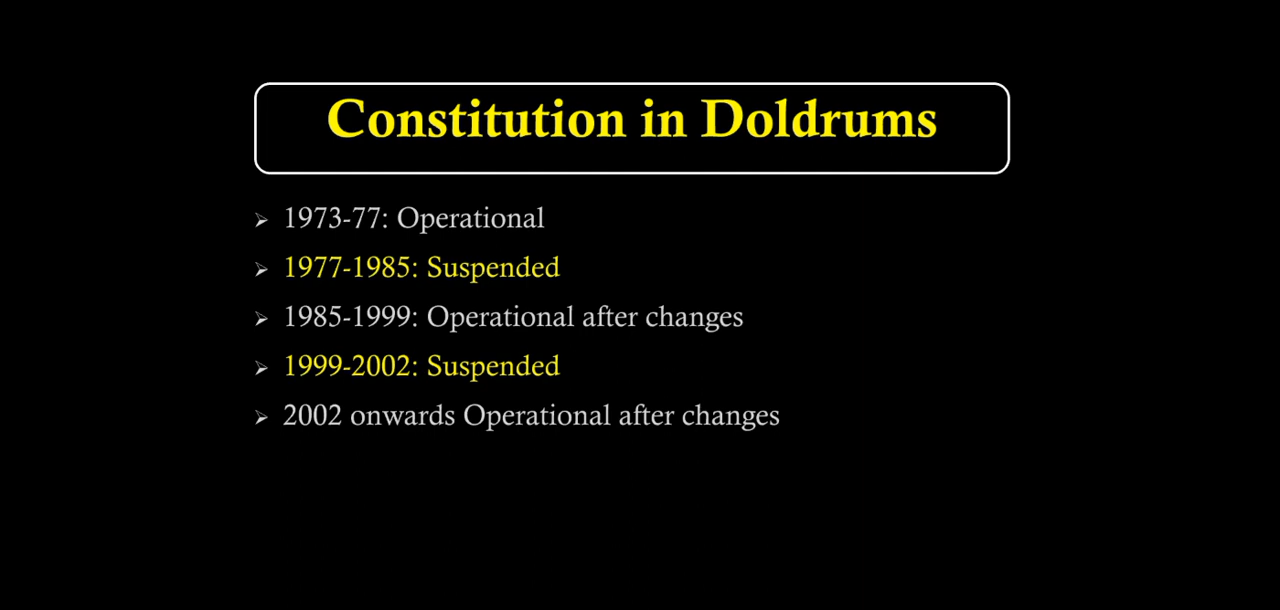 Constitution in Doldrums
➢ 1973-77: Operational
➢ 1977-1985: Suspended
➢ 1985-1999: Operational after changes
➢ 1999-2002: Suspended
➢ 2002 onwards Operational after changes